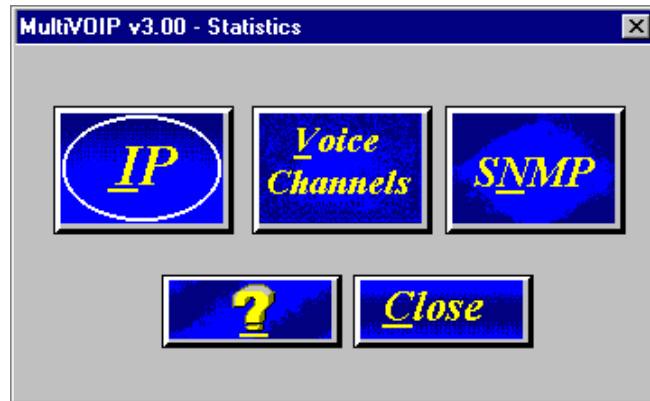 MultiVOIP v3.00 - Statistics
IP
Voice
Channels
SNMP
?
Close